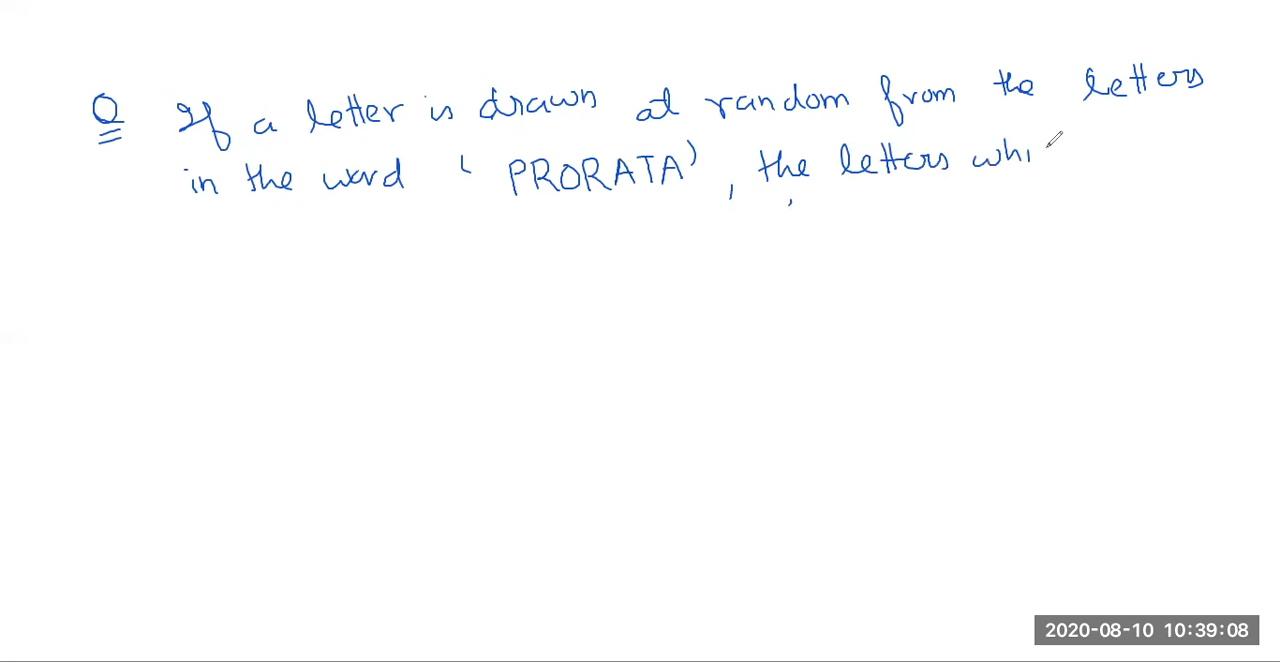 Q If a letter is drawn at random from the letters
in the word ' PRORATA ) , the letters whi
2020-08-10 10:39:08